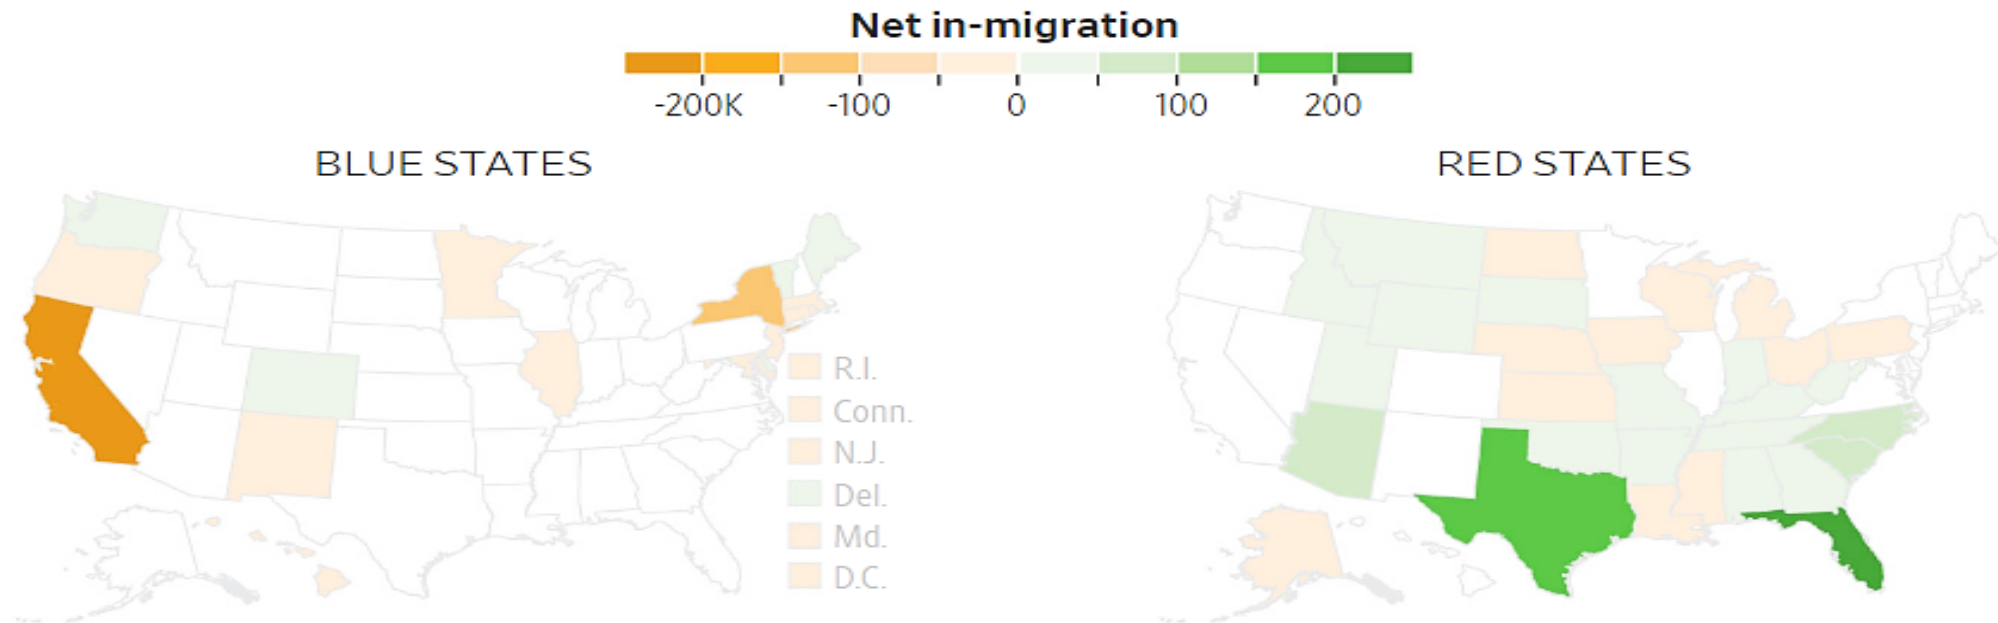 Net in-migration
-200K -100 0 100 200
BLUE STATES
RED STATES
R.I.
Conn.
N.J.
Del.
Md.
D.C.